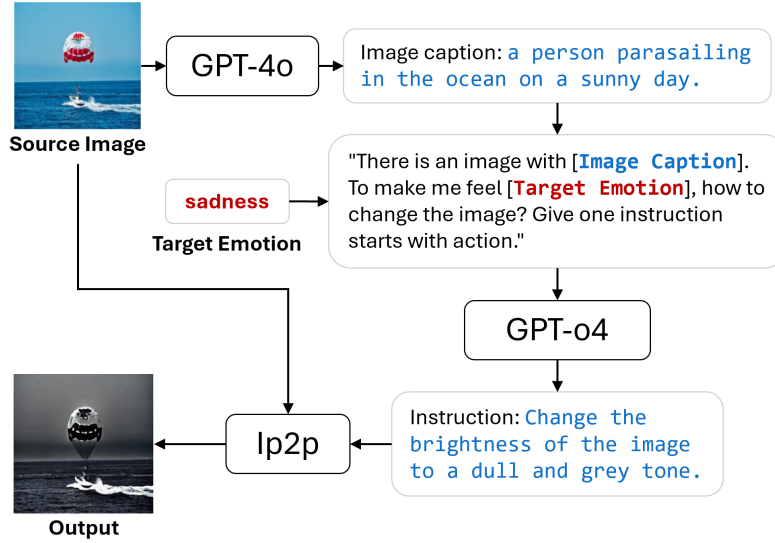 GPT-4o
Image caption: a person parasailing
in the ocean on a sunny day.
Source Image
"There is an image with [Image Caption].
To make me feel [Target Emotion], how to
change the image? Give one instruction
starts with action."
sadness
Target Emotion
GPT-o4
Instruction: Change the
brightness of the image
to a dull and grey tone.
Ip2p
Output